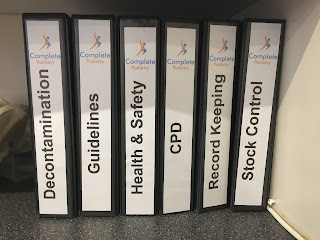 Complete
Podiatry
Decontamination
Complete
Podiatry
Guidelines
Complete
Podiatry
Health & Safety
Complete
Podiatry
CPD
Complete
Podiatry
Record Keeping
Complete
Podiatry
Stock Control